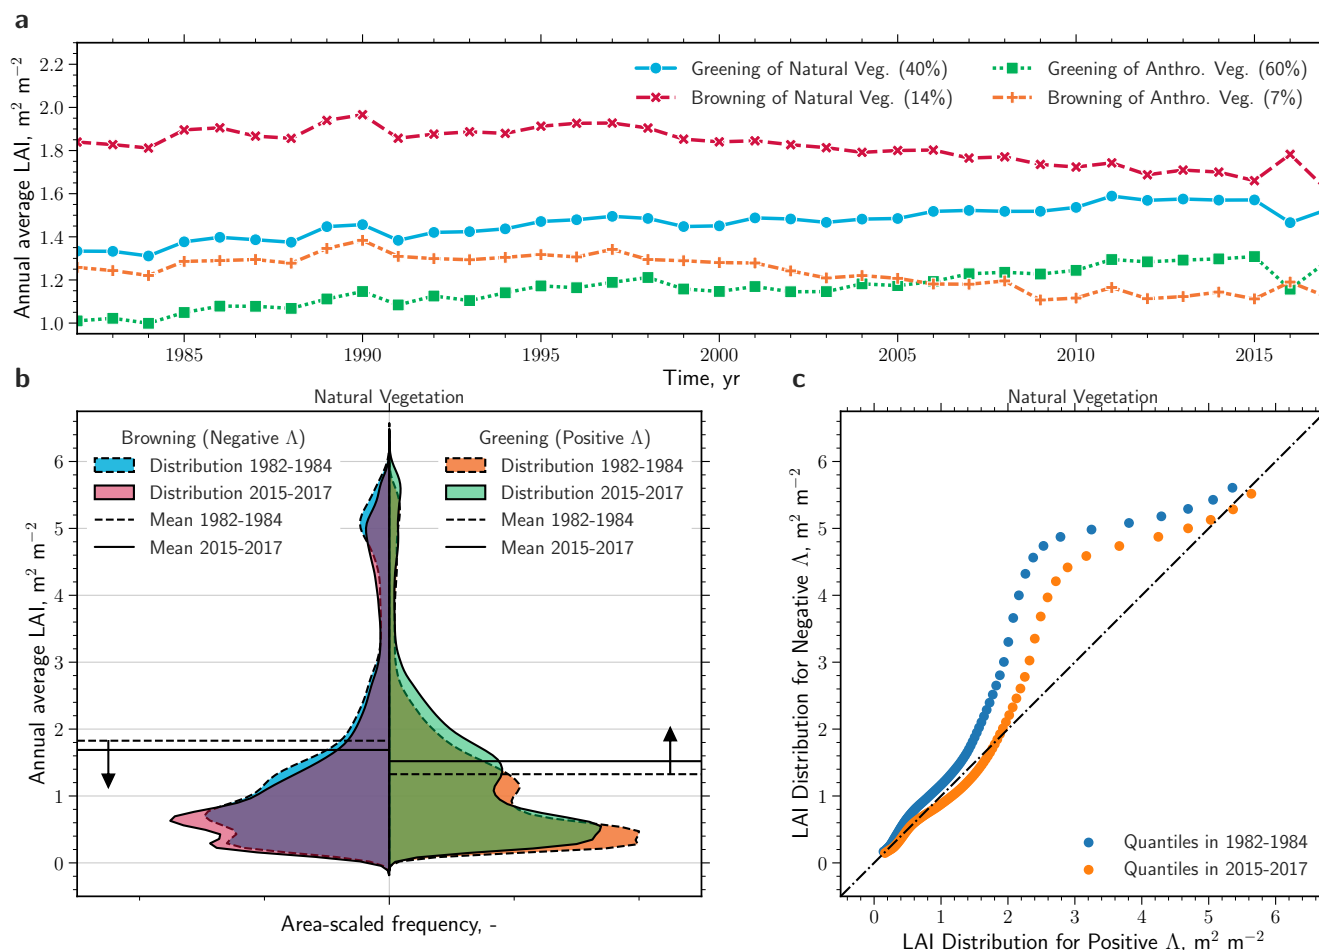 a
Annual average LAI, m² m⁻²
2.2
2.0
1.8
1.6
1.4
1.2
1.0
Greening of Natural Veg. (40%)
Browning of Natural Veg. (14%)
Greening of Anthro. Veg. (60%)
Browning of Anthro. Veg. (7%)
1985 1990 1995 2000 2005 2010 2015
Time, yr
b
Natural Vegetation
Annual average LAI, m² m⁻²
6
5
4
3
2
1
0
Browning (Negative Λ)
Distribution 1982-1984
Distribution 2015-2017
Mean 1982-1984
Mean 2015-2017
Greening (Positive Λ)
Distribution 1982-1984
Distribution 2015-2017
Mean 1982-1984
Mean 2015-2017
Area-scaled frequency, -
c
Natural Vegetation
LAI Distribution for Negative Λ, m² m⁻²
6
5
4
3
2
1
0
Quantiles in 1982-1984
Quantiles in 2015-2017
0 1 2 3 4 5 6
LAI Distribution for Positive Λ, m² m⁻²